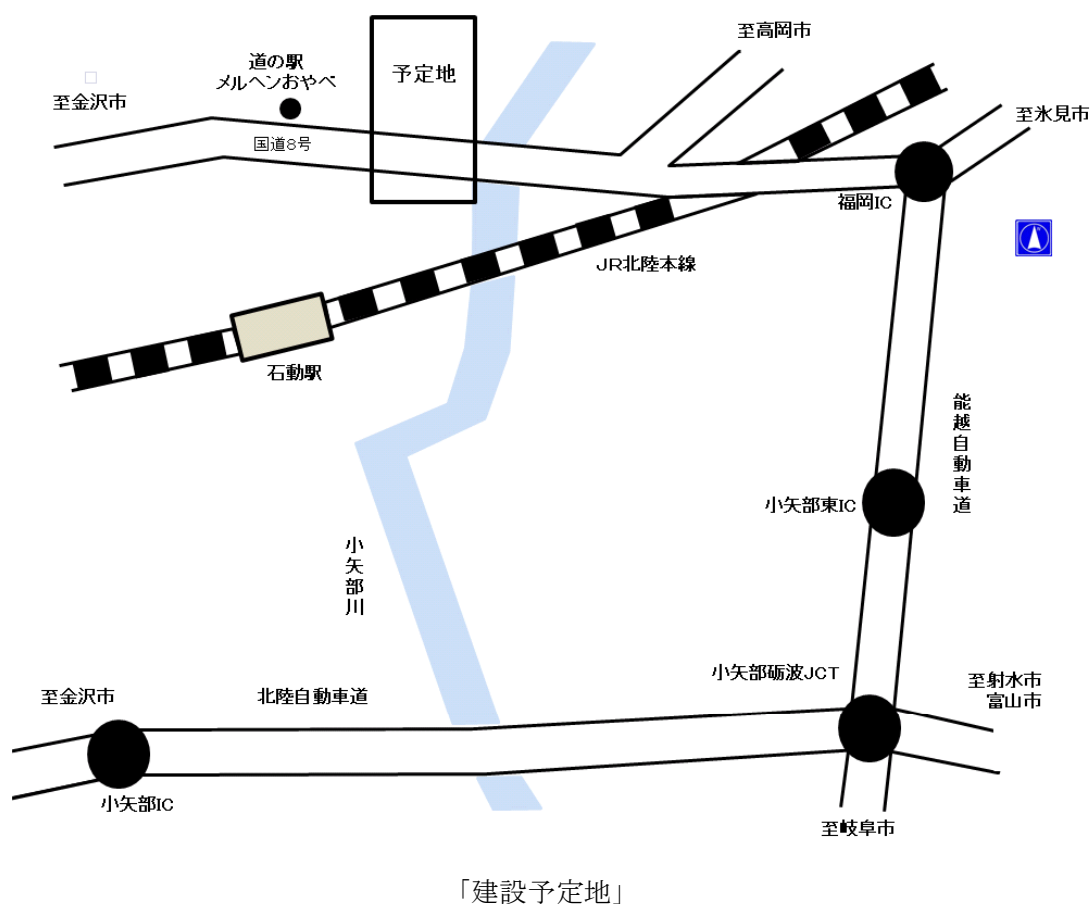 至高岡市
道の駅
メルヘンおやべ
予定地
至金沢市
至氷見市
国道8号
福岡IC
JR北陸本線
石動駅
能越自動車道
小矢部東IC
小矢部川
小矢部砺波JCT
至射水市
富山市
至金沢市
北陸自動車道
小矢部IC
至岐阜市
「建設予定地」